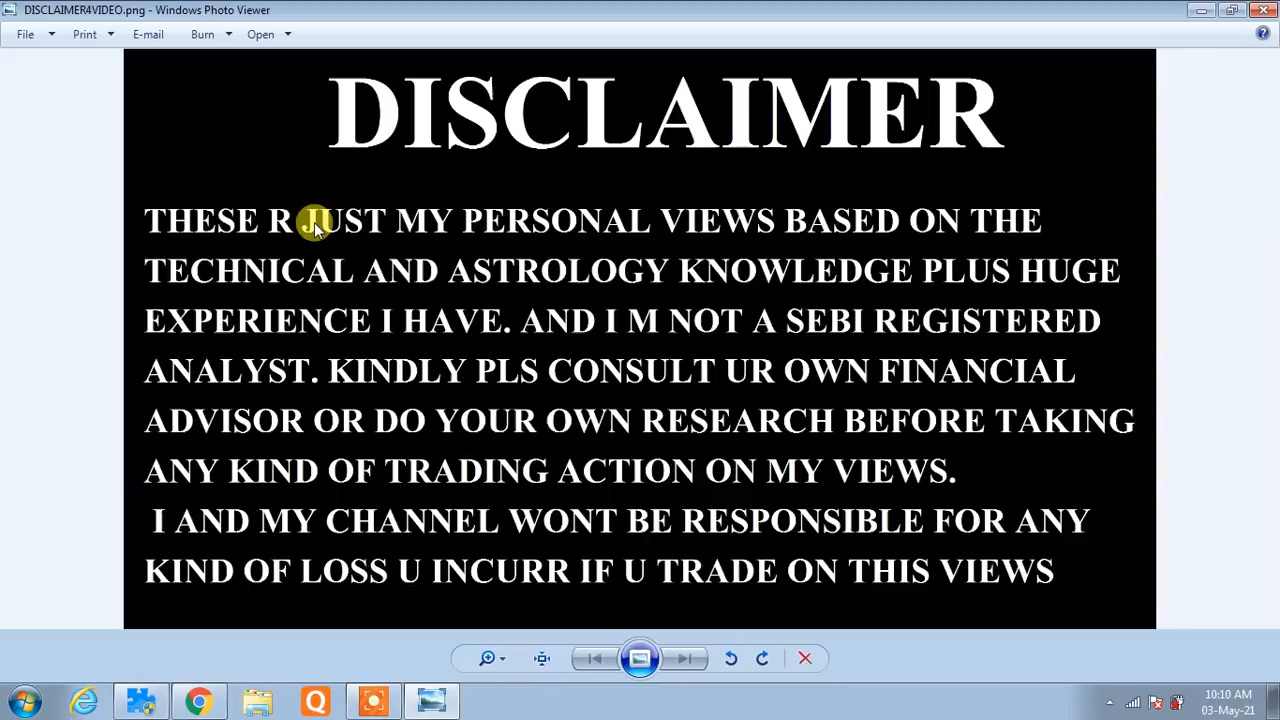 DISCLAIMER4VIDEO.png - Windows Photo Viewer
File Print E-mail Burn Open
DISCLAIMER
THESE R JUST MY PERSONAL VIEWS BASED ON THE
TECHNICAL AND ASTROLOGY KNOWLEDGE PLUS HUGE
EXPERIENCE I HAVE. AND I M NOT A SEBI REGISTERED
ANALYST. KINDLY PLS CONSULT UR OWN FINANCIAL
ADVISOR OR DO YOUR OWN RESEARCH BEFORE TAKING
ANY KIND OF TRADING ACTION ON MY VIEWS.
I AND MY CHANNEL WONT BE RESPONSIBLE FOR ANY
KIND OF LOSS U INCURR IF U TRADE ON THIS VIEWS
Q
10:10 AM
03-May-21